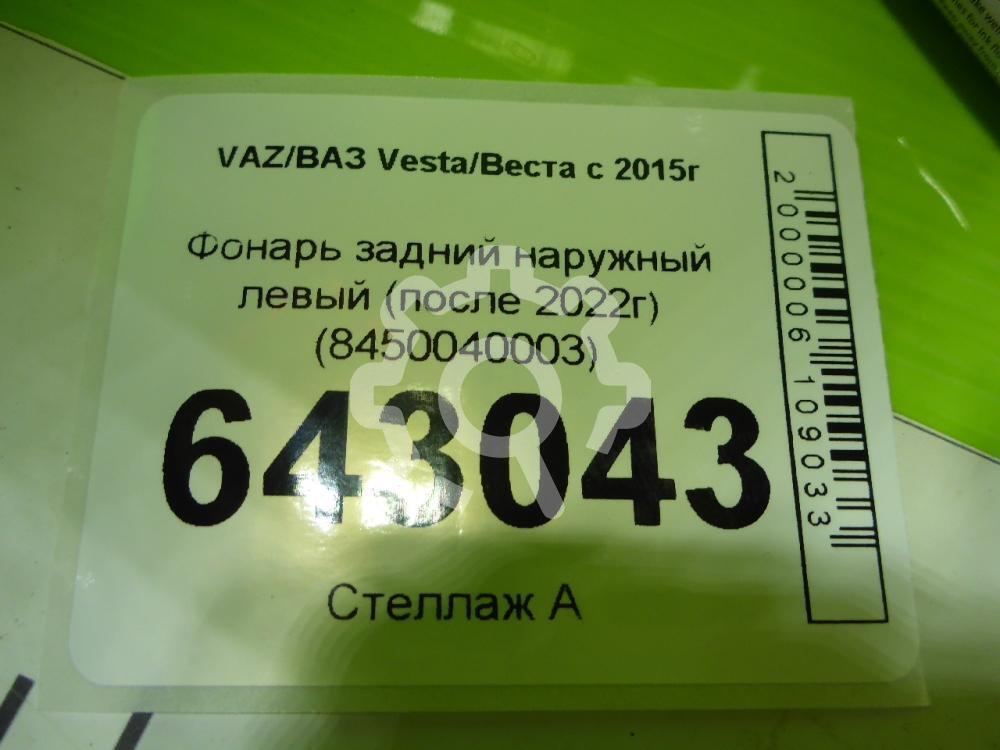 VAZ/ВАЗ Vesta/Веста с 2015г
Фонарь задний наружный
левый (после 2022г)
(8450040003)
643043
Стеллаж А
2000006109033